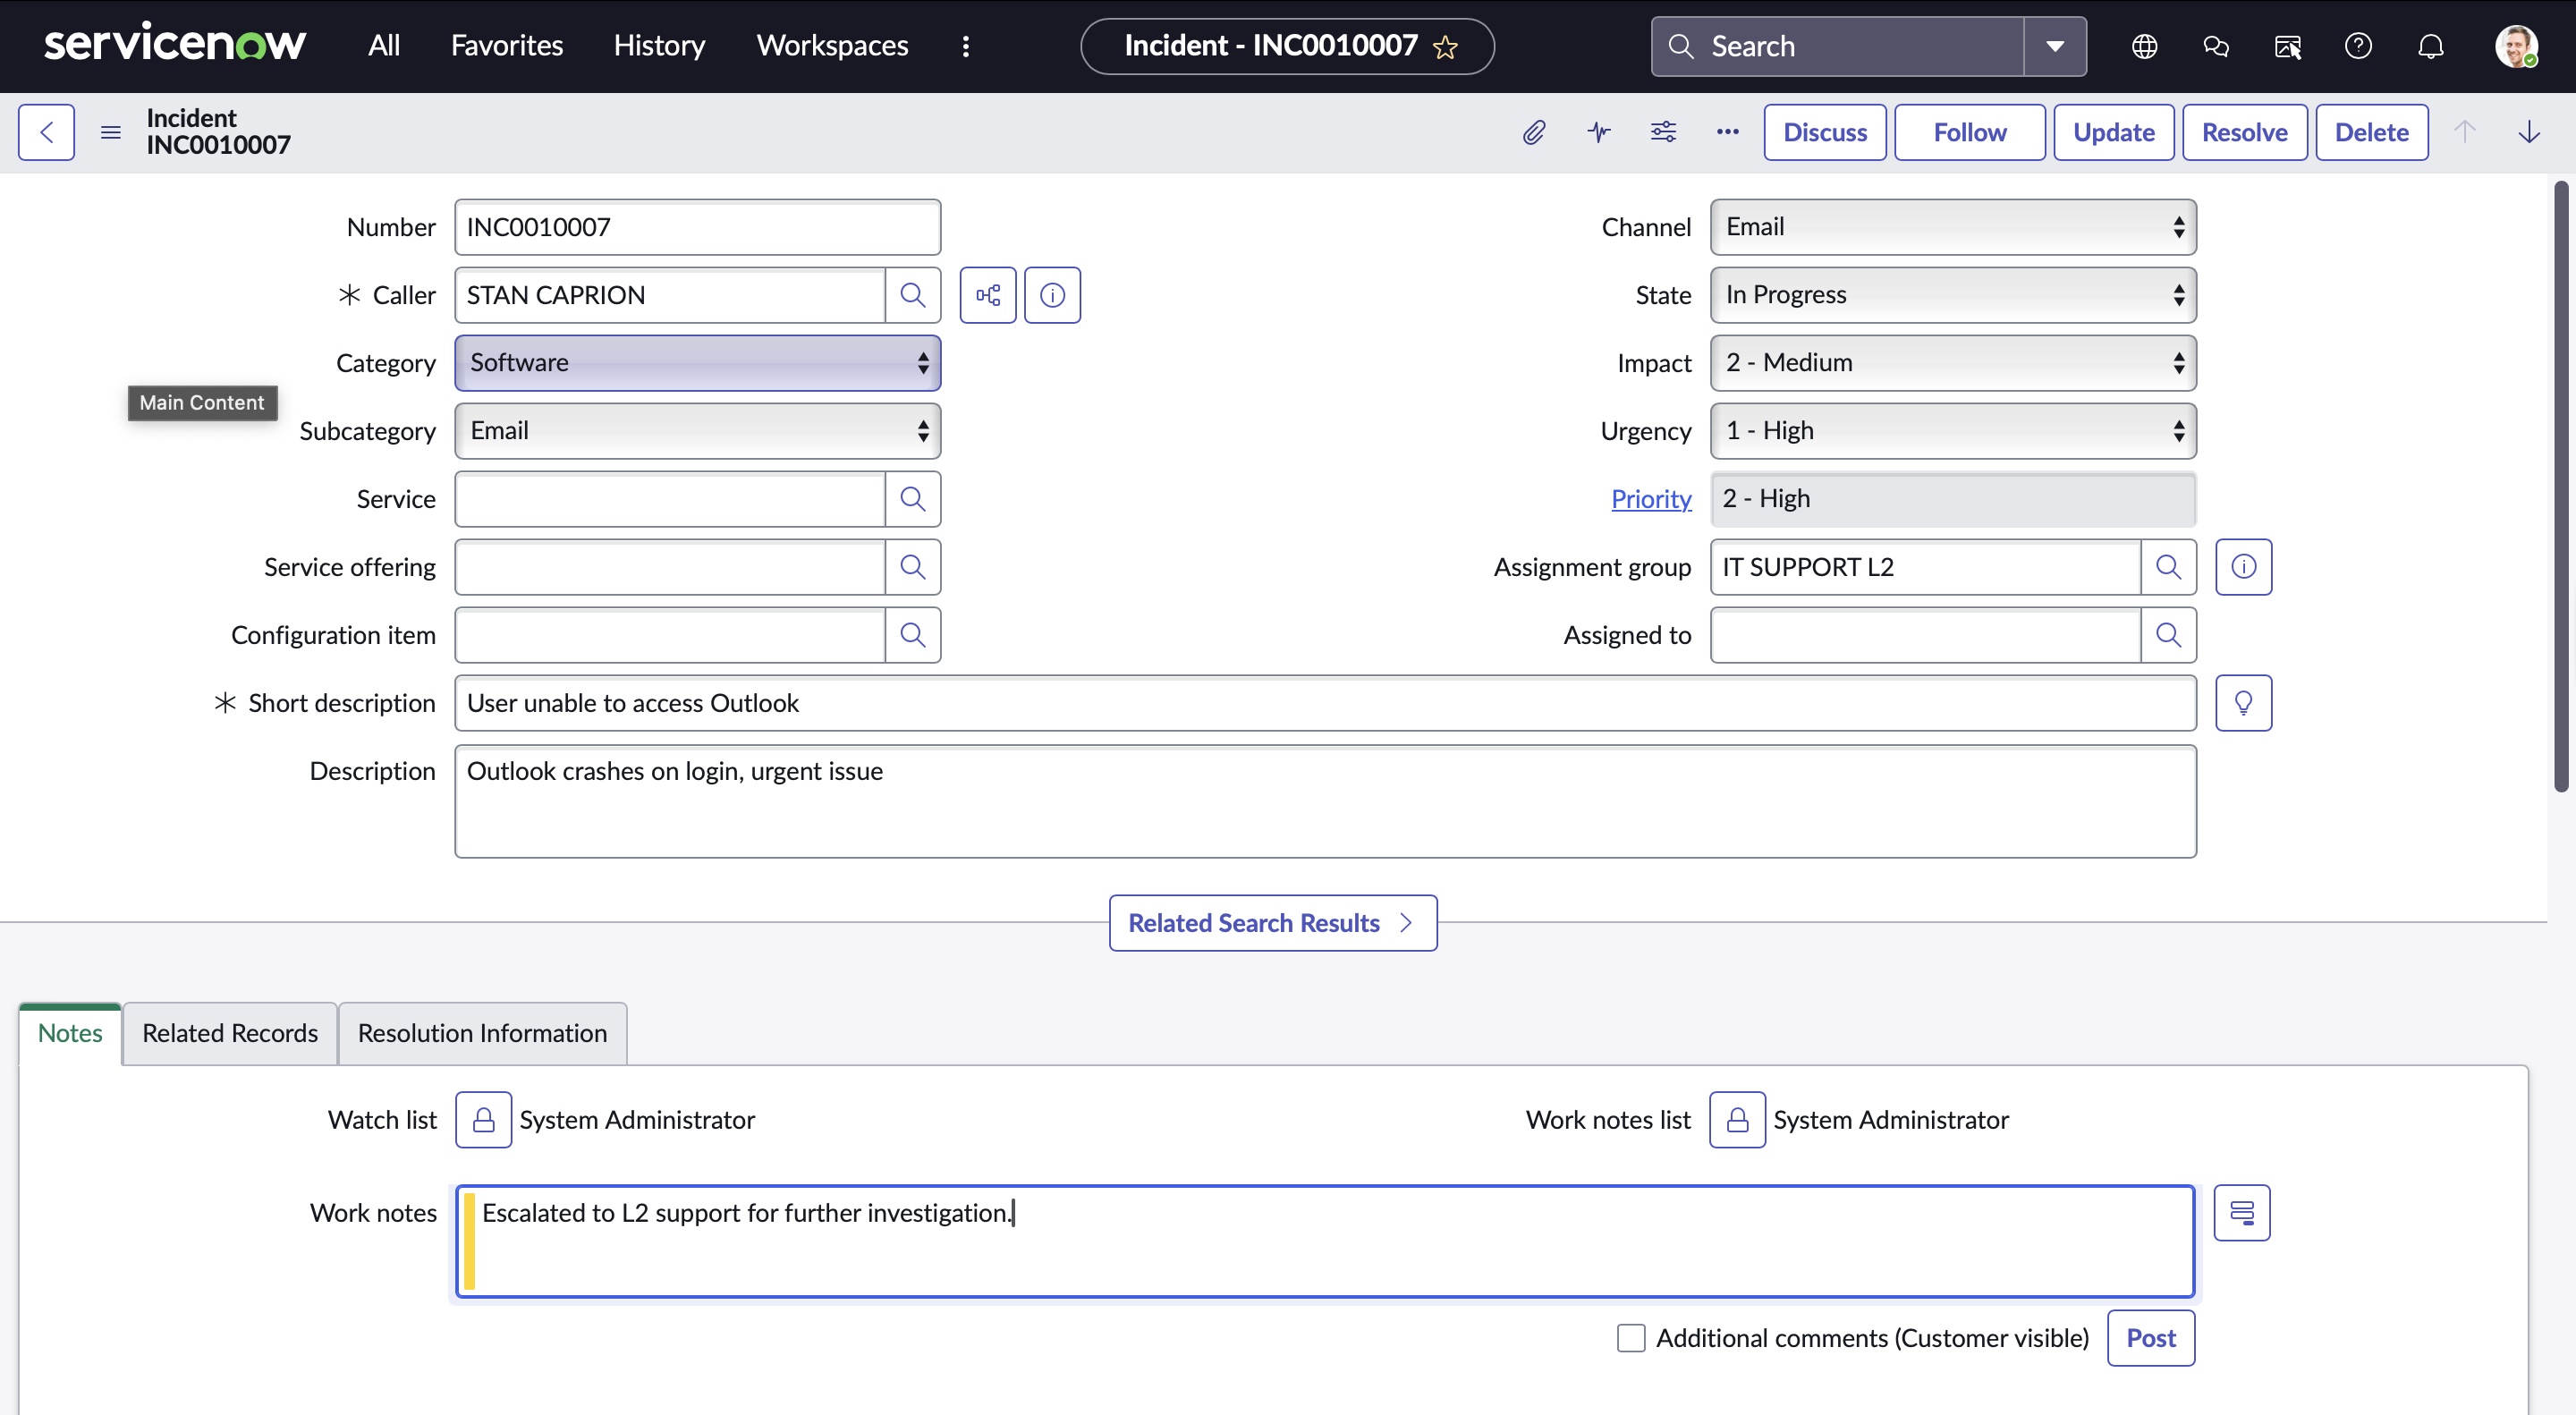 servicenow All Favorites History Workspaces Incident - INC0010007 Search
Incident
INC0010007
Discuss Follow Update Resolve Delete
Number INC0010007
Channel Email
* Caller STAN CAPRION
State In Progress
Category Software
Impact 2 - Medium
Main Content
Subcategory Email
Urgency 1 - High
Service
Priority 2 - High
Service offering
Assignment group IT SUPPORT L2
Configuration item
Assigned to
* Short description User unable to access Outlook
Description Outlook crashes on login, urgent issue
Related Search Results
Notes Related Records Resolution Information
Watch list System Administrator
Work notes list System Administrator
Work notes Escalated to L2 support for further investigation.
Additional comments (Customer visible) Post